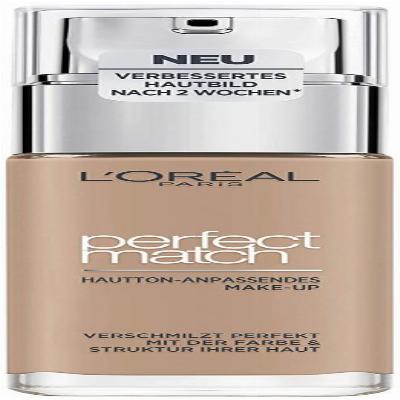 NEU
VERBESSERTES
HAUTBILD
NACH 2 WOCHEN*
L'ORÉAL
PARIS
perfect
match
HAUTTON-ANPASSENDES
MAKE-UP
VERSCHMILZT PERFEKT
MIT DER FARBE &
STRUKTUR IHRER HAUT